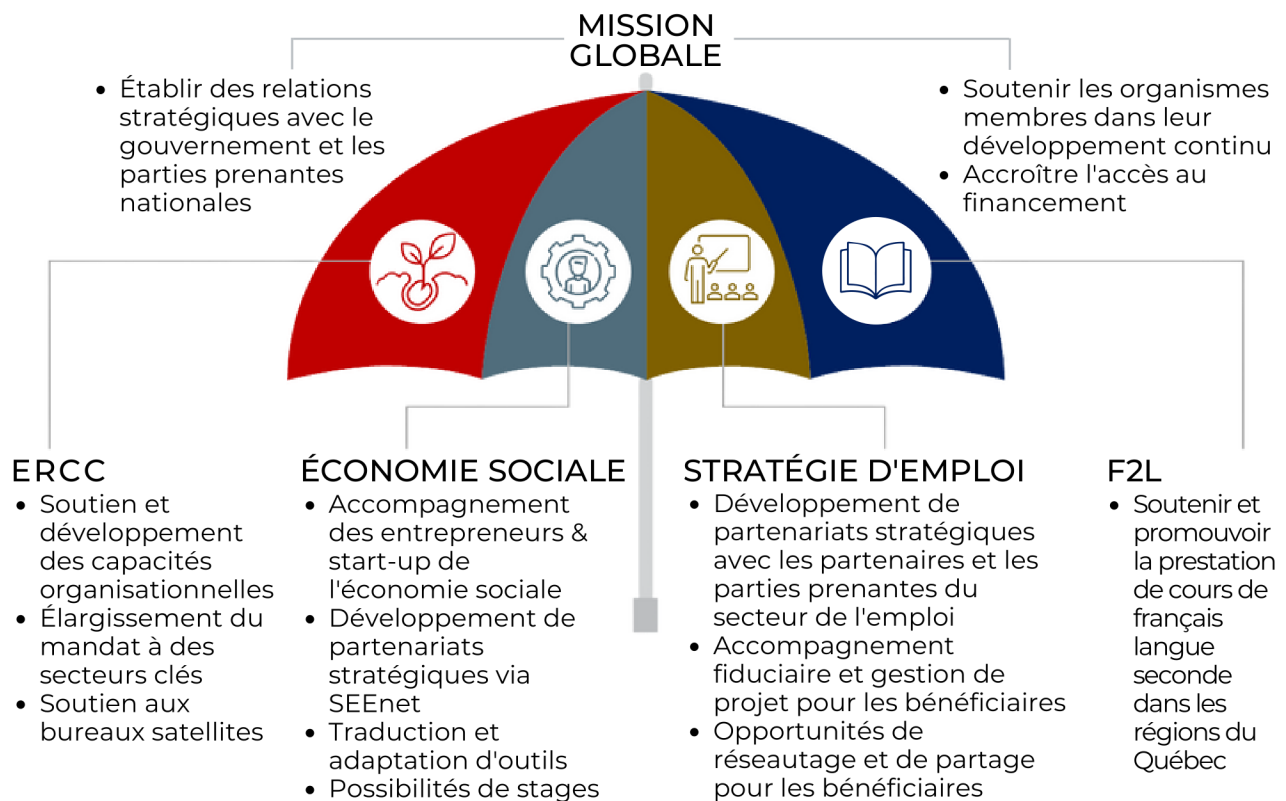 MISSION
GLOBALE
• Établir des relations
stratégiques avec le
gouvernement et les
parties prenantes
nationales
• Soutenir les organismes
membres dans leur
développement continu
• Accroître l'accès au
financement
ERCC
• Soutien et
développement
des capacités
organisationnelles
• Élargissement du
mandat à des
secteurs clés
• Soutien aux
bureaux satellites
ÉCONOMIE SOCIALE
• Accompagnement
des entrepreneurs &
start-up de
l'économie sociale
• Développement de
partenariats
stratégiques via
SEEnet
• Traduction et
adaptation d'outils
• Possibilités de stages
STRATÉGIE D'EMPLOI
• Développement de
partenariats stratégiques
avec les partenaires et les
parties prenantes du
secteur de l'emploi
• Accompagnement
fiduciaire et gestion de
projet pour les bénéficiaires
• Opportunités de
réseautage et de partage
pour les bénéficiaires
F2L
• Soutenir et
promouvoir
la prestation
de cours de
français
langue
seconde
dans les
régions du
Québec